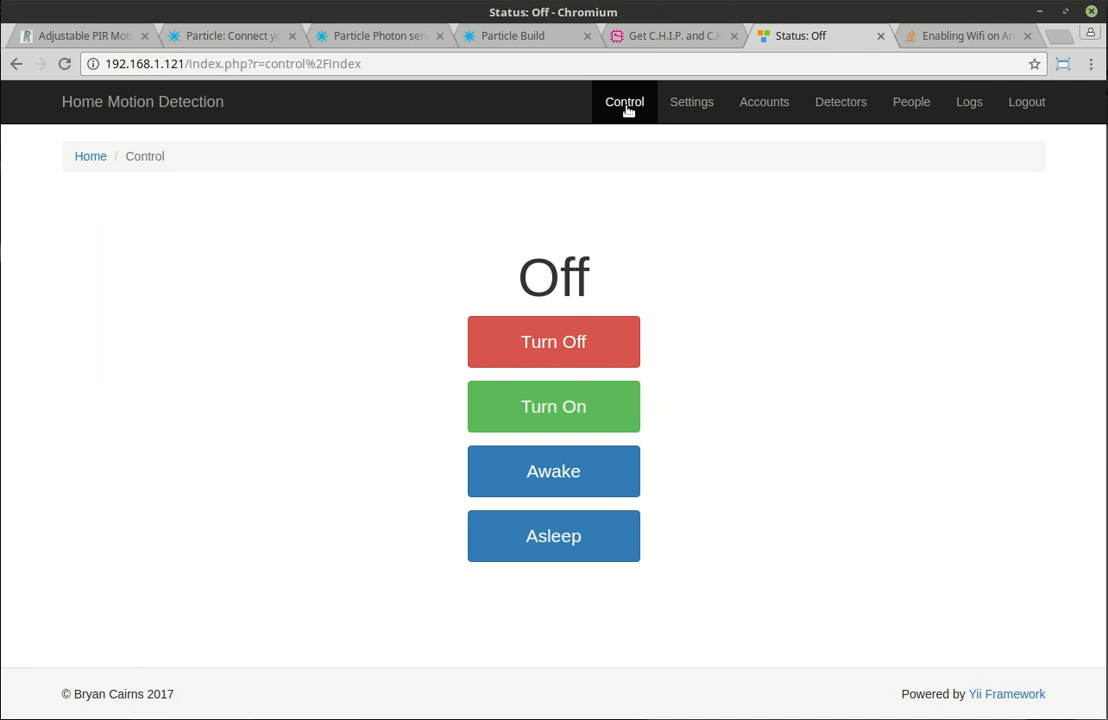 Status: Off - Chromium
Adjustable PIR Mot
Particle: Connect yo
Particle Photon seri
Particle Build
Get C.H.I.P. and C.H
Status: Off
Enabling Wifi on An
192.168.1.121/index.php?r=control%2Findex
Home Motion Detection
Control
Settings
Accounts
Detectors
People
Logs
Logout
Home / Control
Off
Turn Off
Turn On
Awake
Asleep
© Bryan Cairns 2017
Powered by Yii Framework